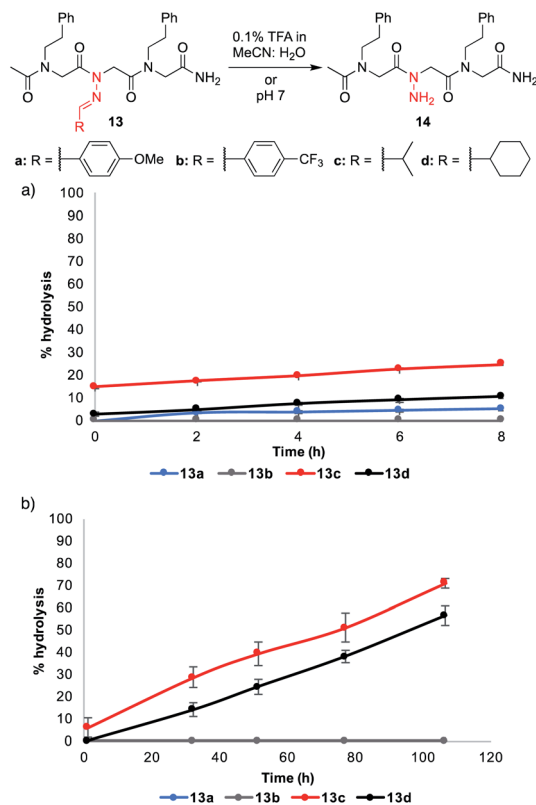 Ph Ph Ph Ph
0.1% TFA in
MeCN: H₂O
or
pH 7
O O NH₂ O O NH₂
N N N N N N
O N O O NH₂ O
R
13 14
a: R = OMe b: R = CF₃ c: R = d: R =
a)
100
90
80
70
60
50
40
30
20
10
0
% hydrolysis
0 2 4 6 8
Time (h)
13a 13b 13c 13d
b)
100
90
80
70
60
50
40
30
20
10
0
% hydrolysis
0 20 40 60 80 100 120
Time (h)
13a 13b 13c 13d